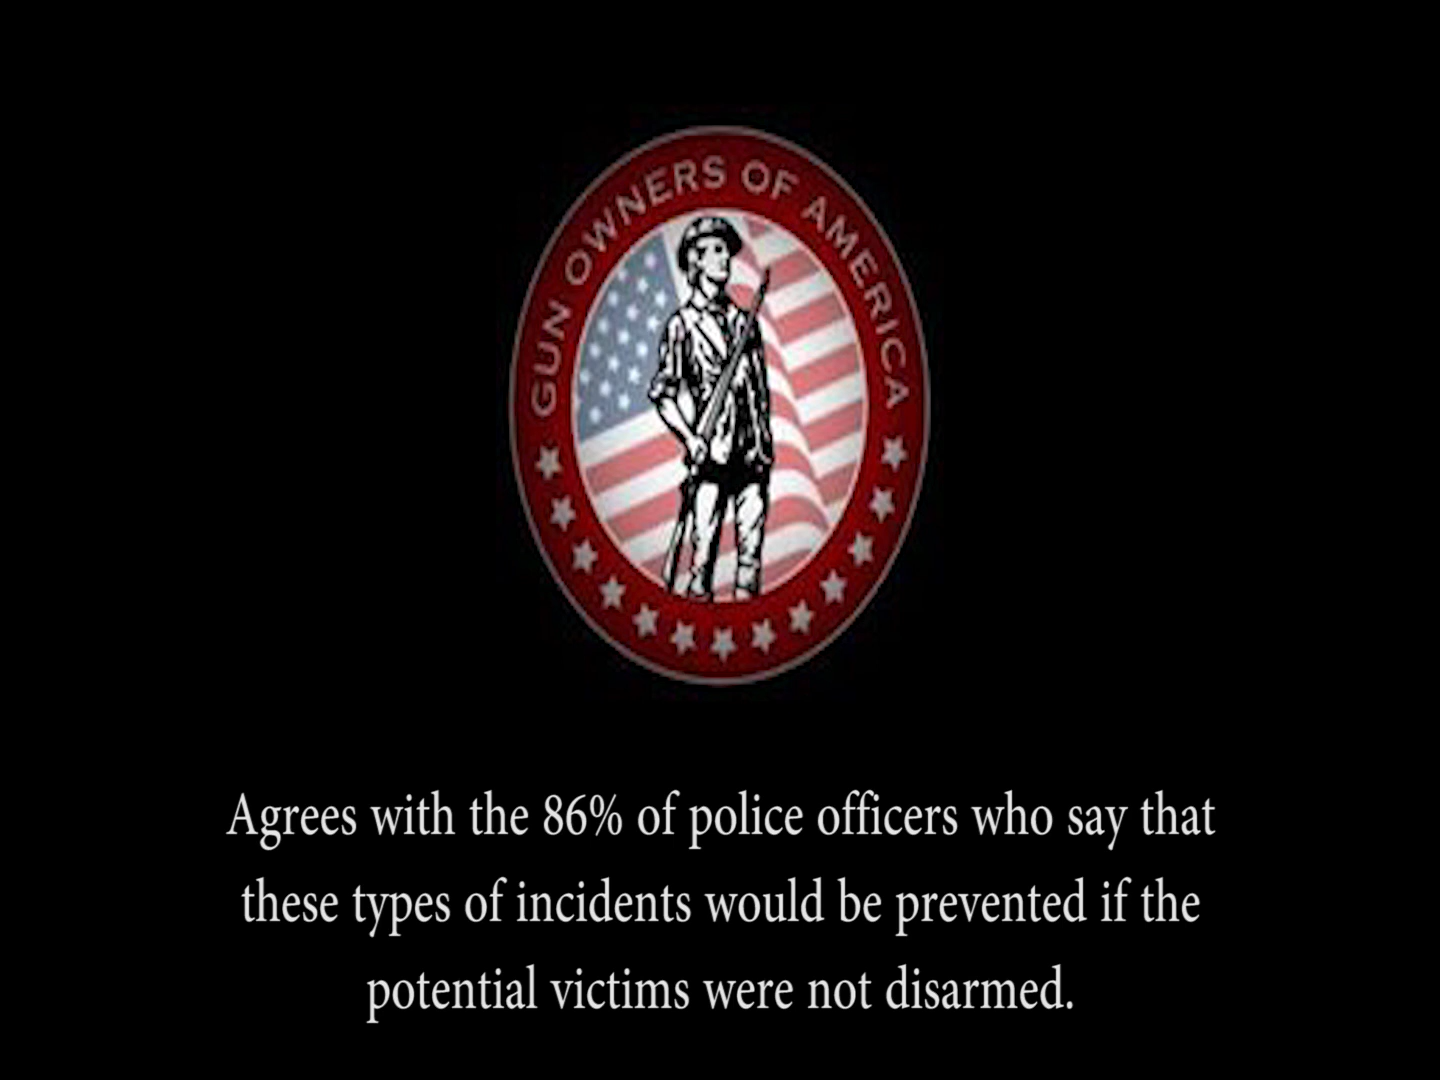 GUN OWNERS OF AMERICA
Agrees with the 86% of police officers who say that
these types of incidents would be prevented if the
potential victims were not disarmed.